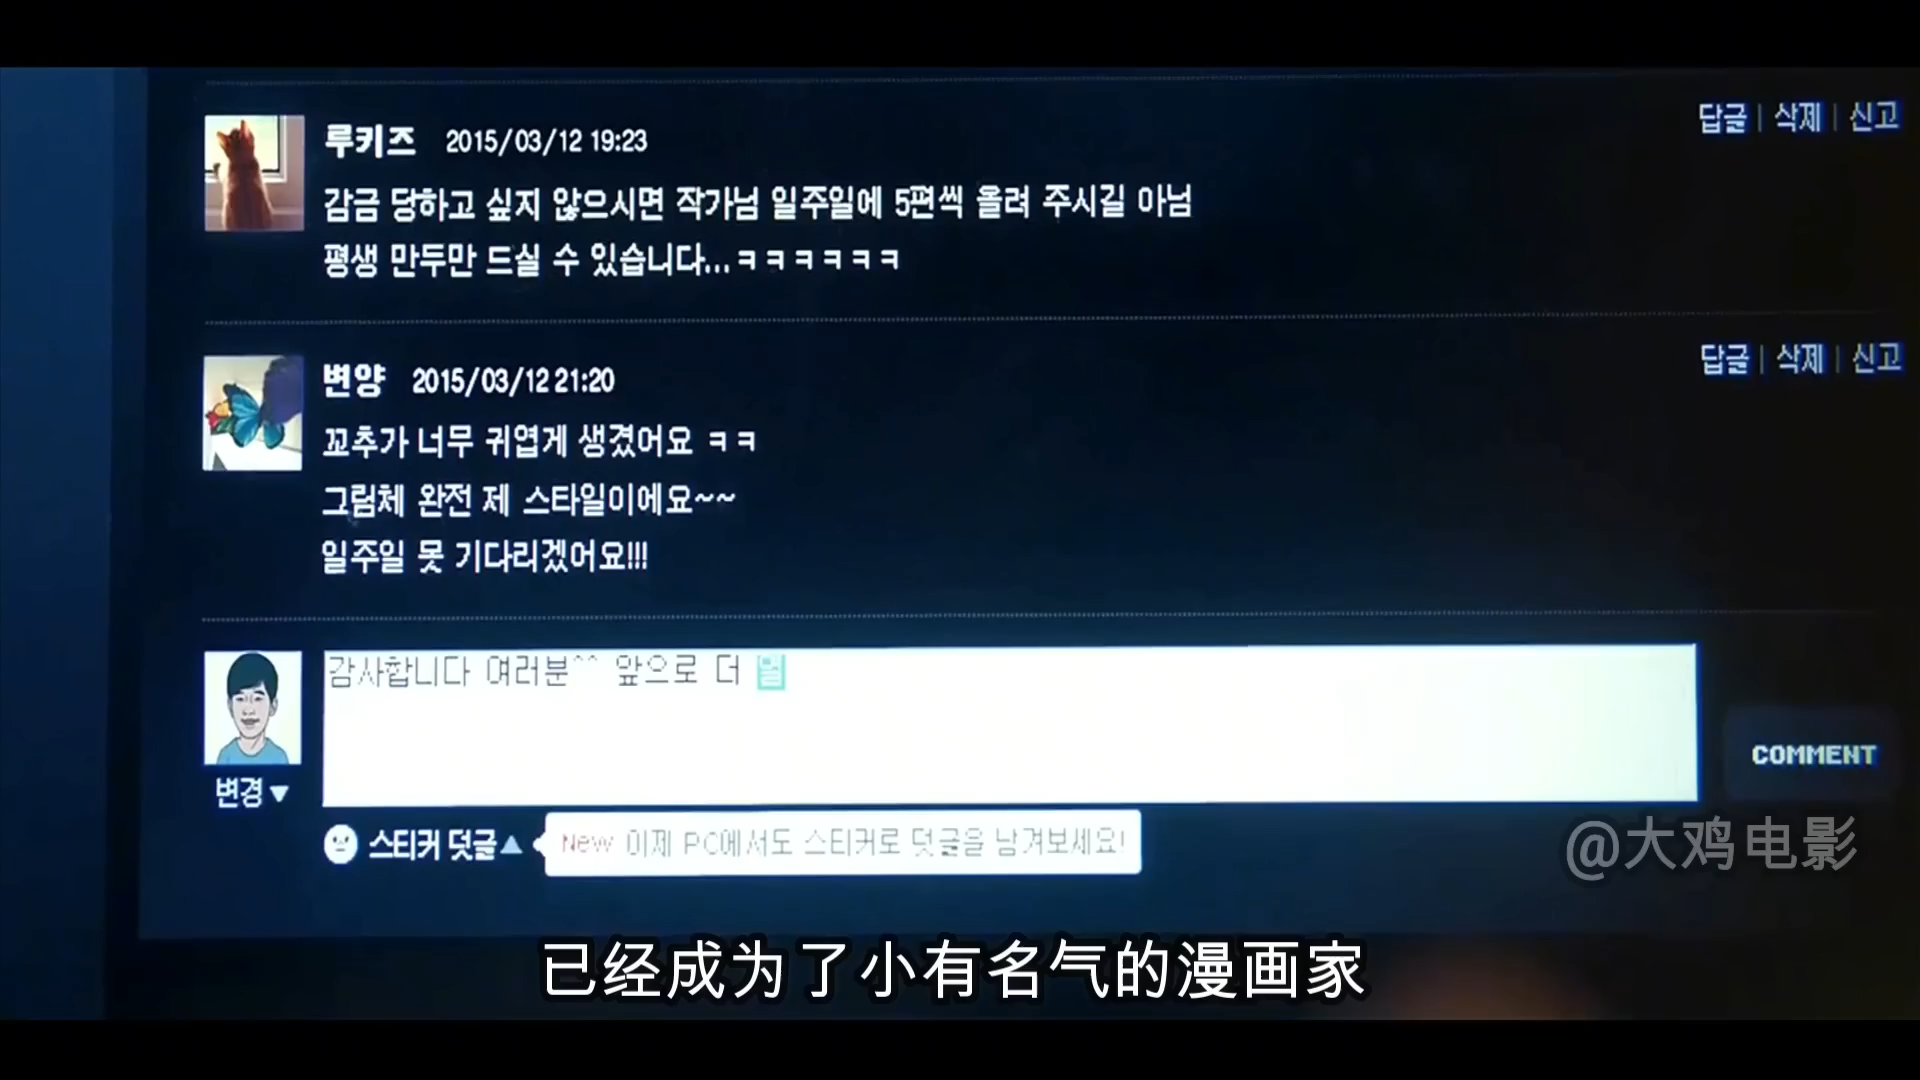 루키즈 2015/03/12 19:23
답글 | 삭제 | 신고
감금 당하고 싶지 않으시면 작가님 일주일에 5편씩 올려 주시길 아님
평생 만두만 드실 수 있습니다...ㅋㅋㅋㅋㅋㅋ
변양 2015/03/12 21:20
답글 | 삭제 | 신고
꼬추가 너무 귀엽게 생겼어요 ㅋㅋ
그림체 완전 제 스타일이에요~~
일주일 못 기다리겠어요!!!
감사합니다 여러분^^ 앞으로 더 열
변경▼
COMMENT
스티커 덧글▲
New 이제 PC에서도 스티커로 덧글을 남겨보세요!
@大鸡电影
已经成为了小有名气的漫画家